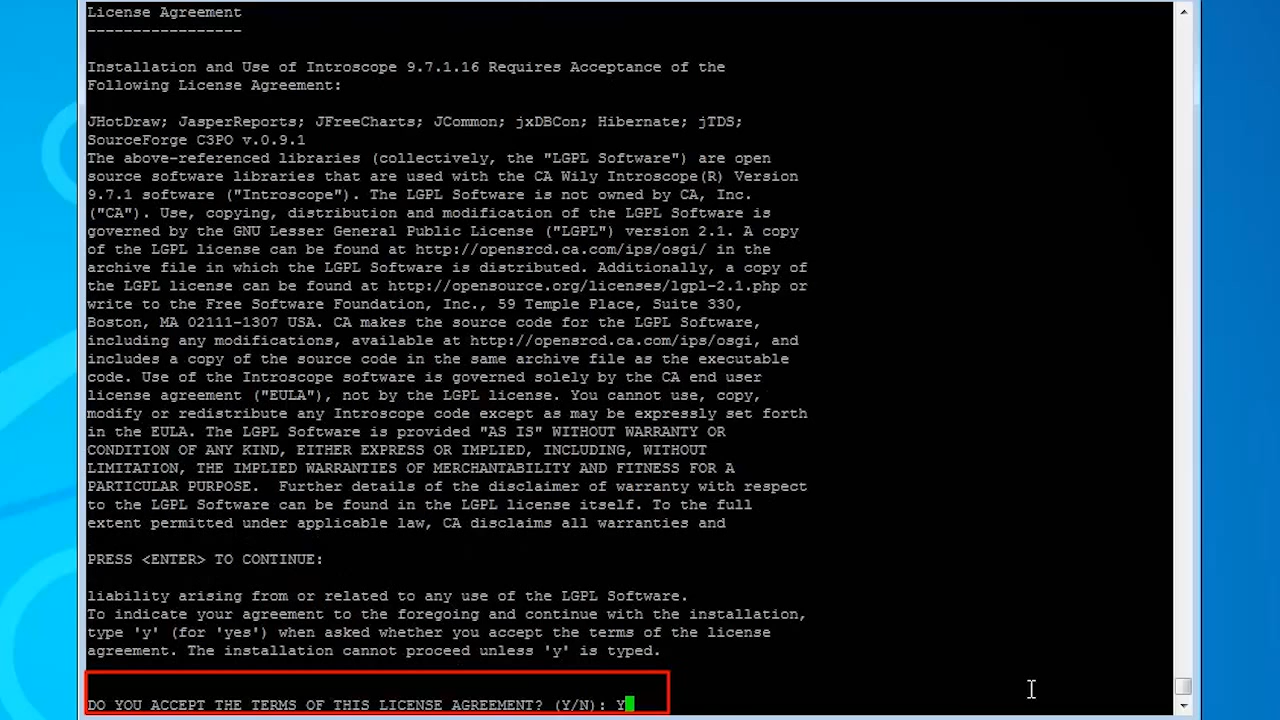 License Agreement
-----------------
Installation and Use of Introscope 9.7.1.16 Requires Acceptance of the
Following License Agreement:
JHotDraw; JasperReports; JFreeCharts; JCommon; jxDBCon; Hibernate; jTDS;
SourceForge C3PO v.0.9.1
The above-referenced libraries (collectively, the "LGPL Software") are open
source software libraries that are used with the CA Wily Introscope(R) Version
9.7.1 software ("Introscope"). The LGPL Software is not owned by CA, Inc.
("CA"). Use, copying, distribution and modification of the LGPL Software is
governed by the GNU Lesser General Public License ("LGPL") version 2.1. A copy
of the LGPL license can be found at http://opensrcd.ca.com/ips/osgi/ in the
archive file in which the LGPL Software is distributed. Additionally, a copy of
the LGPL license can be found at http://opensource.org/licenses/lgpl-2.1.php or
write to the Free Software Foundation, Inc., 59 Temple Place, Suite 330,
Boston, MA 02111-1307 USA. CA makes the source code for the LGPL Software,
including any modifications, available at http://opensrcd.ca.com/ips/osgi, and
includes a copy of the source code in the same archive file as the executable
code. Use of the Introscope software is governed solely by the CA end user
license agreement ("EULA"), not by the LGPL license. You cannot use, copy,
modify or redistribute any Introscope code except as may be expressly set forth
in the EULA. The LGPL Software is provided "AS IS" WITHOUT WARRANTY OR
CONDITION OF ANY KIND, EITHER EXPRESS OR IMPLIED, INCLUDING, WITHOUT
LIMITATION, THE IMPLIED WARRANTIES OF MERCHANTABILITY AND FITNESS FOR A
PARTICULAR PURPOSE.  Further details of the disclaimer of warranty with respect
to the LGPL Software can be found in the LGPL license itself. To the full
extent permitted under applicable law, CA disclaims all warranties and
PRESS <ENTER> TO CONTINUE:
liability arising from or related to any use of the LGPL Software.
To indicate your agreement to the foregoing and continue with the installation,
type 'y' (for 'yes') when asked whether you accept the terms of the license
agreement. The installation cannot proceed unless 'y' is typed.
DO YOU ACCEPT THE TERMS OF THIS LICENSE AGREEMENT? (Y/N): Y